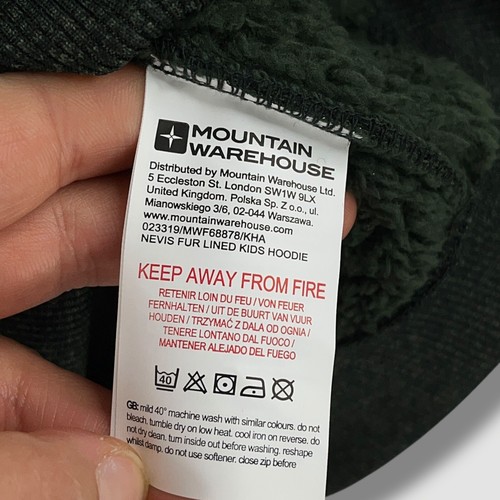 MOUNTAIN
WAREHOUSE
Distributed by Mountain Warehouse Ltd.
5 Eccleston St. London SW1W 9LX
United Kingdom. Polska Sp. Z o.o., ul.
Mianowskiego 3/6, 02-044 Warszawa.
www.mountainwarehouse.com
023319/MWF68878/KHA
NEVIS FUR LINED KIDS HOODIE
KEEP AWAY FROM FIRE
RETENIR LOIN DU FEU / VON FEUER
FERNHALTEN / UIT DE BUURT VAN VUUR
HOUDEN / TRZYMAĆ Z DALA OD OGNIA /
TENERE LONTANO DAL FUOCO /
MANTENER ALEJADO DEL FUEGO
40
GB: mild 40° machine wash with similar colours. do not
bleach. tumble dry on low heat. cool iron on reverse. do
not dry clean. turn inside out before washing. reshape
whilst damp. do not use softener. close zip before